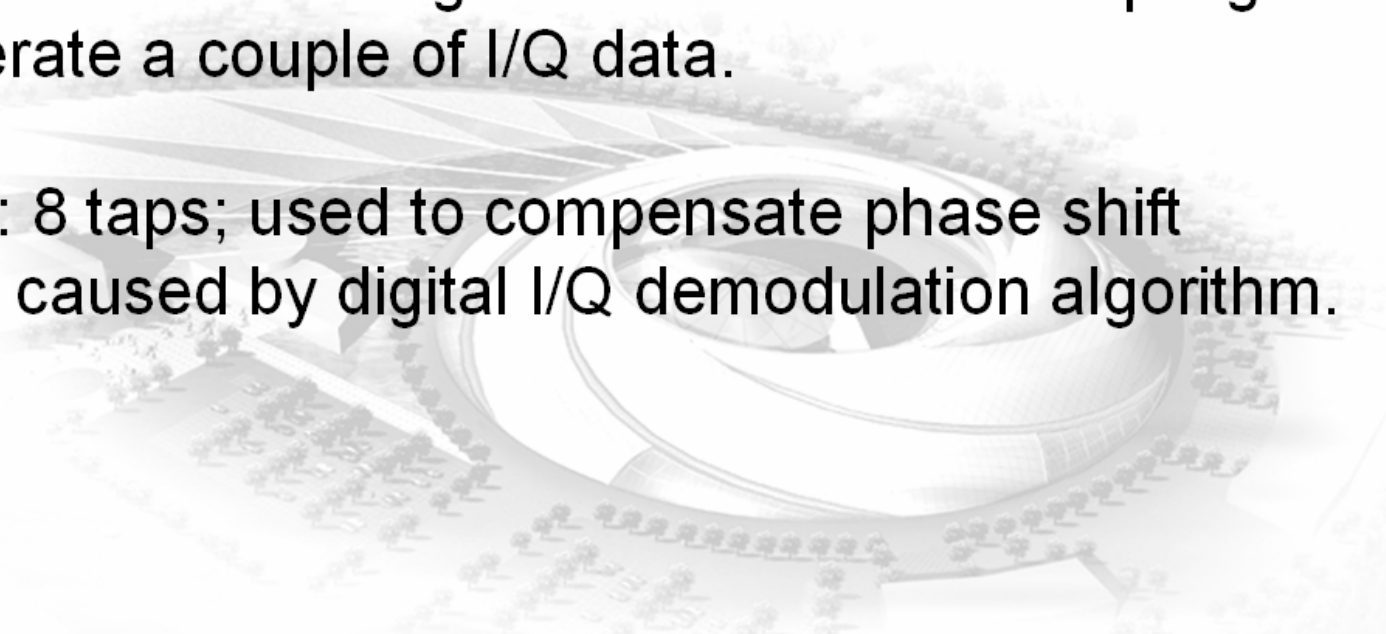 erate a couple of I/Q data.
: 8 taps; used to compensate phase shift
caused by digital I/Q demodulation algorithm.